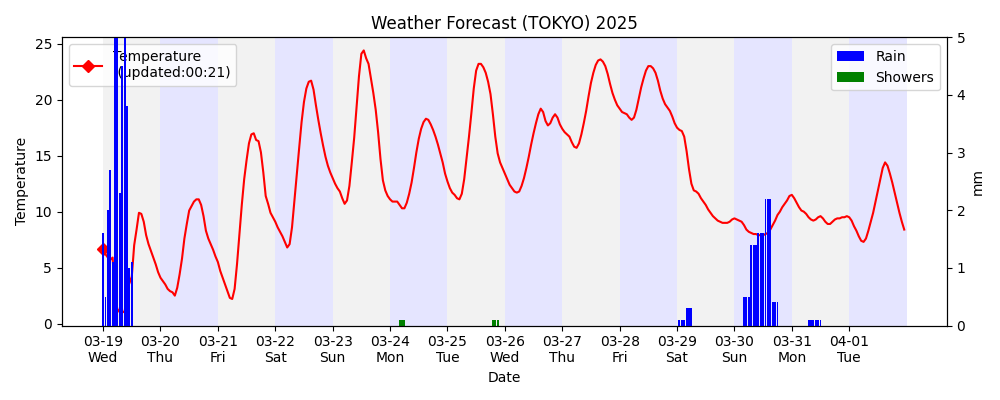 Weather Forecast (TOKYO) 2025
Temperature
(updated:00:21)
Rain
Showers
25
20
15
10
5
0
Temperature
5
4
3
2
1
0
mm
03-19 03-20 03-21 03-22 03-23 03-24 03-25 03-26 03-27 03-28 03-29 03-30 03-31 04-01
Wed Thu Fri Sat Sun Mon Tue Wed Thu Fri Sat Sun Mon Tue
Date